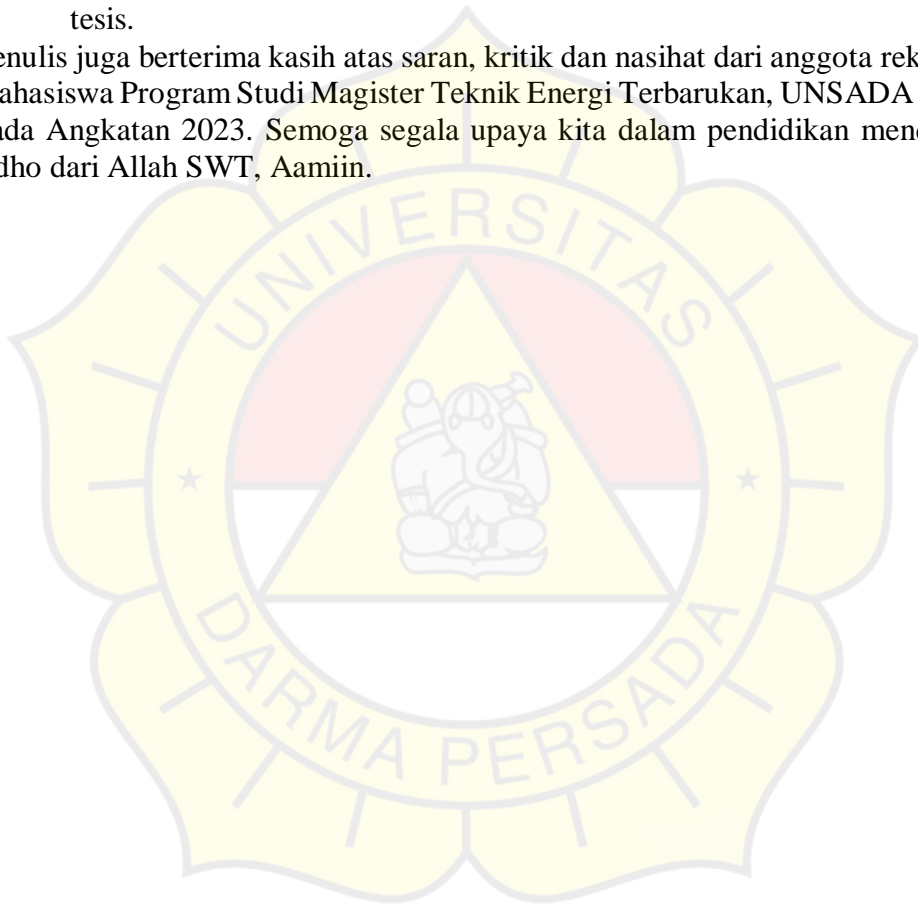 tesis.
enulis juga berterima kasih atas saran, kritik dan nasihat dari anggota rek
ahasiswa Program Studi Magister Teknik Energi Terbarukan, UNSADA
ada Angkatan 2023. Semoga segala upaya kita dalam pendidikan mend
dho dari Allah SWT, Aamiin.
UNIVERSITAS
DARMA PERSADA